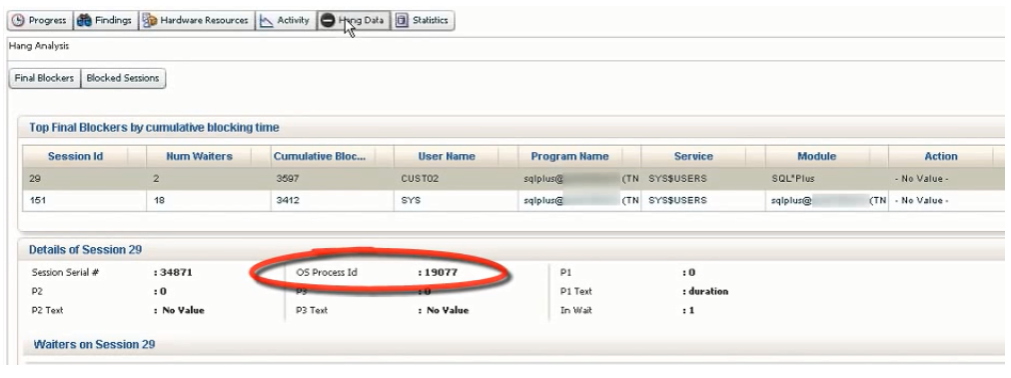 Progress Findings Hardware Resources Activity Hang Data Statistics
Hang Analysis
Final Blockers Blocked Sessions
Top Final Blockers by cumulative blocking time
Session Id Num Waiters Cumulative Bloc... User Name Program Name Service Module Action
29 2 3597 CUST02 sqlplus@ (TN SYS$USERS SQL*Plus - No Value -
151 18 3412 SYS sqlplus@ (TN SYS$USERS sqlplus@ (TN - No Value -
Details of Session 29
Session Serial # : 34871 OS Process Id : 19077 P1 : 0
P2 : 0 P3 : 0 P1 Text : duration
P2 Text : No Value P3 Text : No Value In Wait : 1
Waiters on Session 29